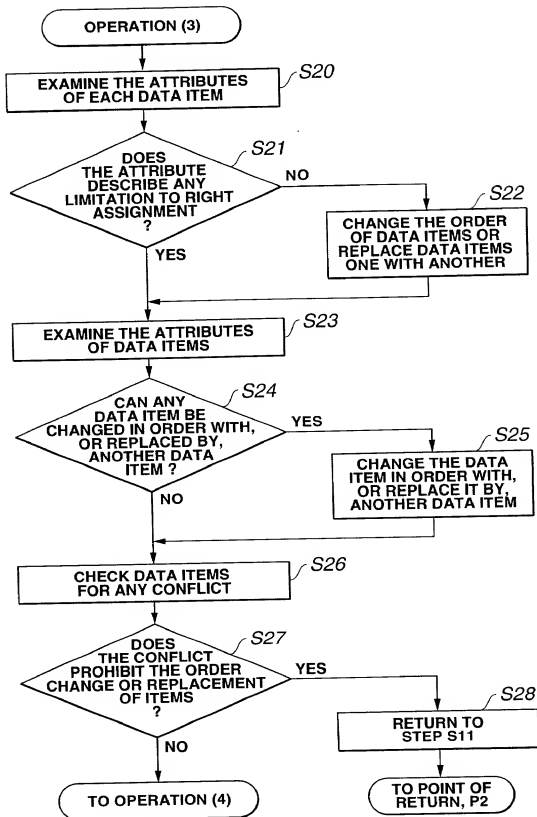 OPERATION (3)
S20
EXAMINE THE ATTRIBUTES
OF EACH DATA ITEM
S21
DOES
THE ATTRIBUTE
DESCRIBE ANY
LIMITATION TO RIGHT
ASSIGNMENT
?
NO
YES
S22
CHANGE THE ORDER
OF DATA ITEMS OR
REPLACE DATA ITEMS
ONE WITH ANOTHER
S23
EXAMINE THE ATTRIBUTES
OF DATA ITEMS
S24
CAN ANY
DATA ITEM BE
CHANGED IN ORDER WITH,
OR REPLACED BY,
ANOTHER DATA
ITEM ?
YES
NO
S25
CHANGE THE DATA
ITEM IN ORDER WITH,
OR REPLACE IT BY,
ANOTHER DATA ITEM
S26
CHECK DATA ITEMS
FOR ANY CONFLICT
S27
DOES
THE CONFLICT
PROHIBIT THE ORDER
CHANGE OR REPLACEMENT
OF ITEMS
?
YES
NO
S28
RETURN TO
STEP S11
TO OPERATION (4)
TO POINT OF
RETURN, P2